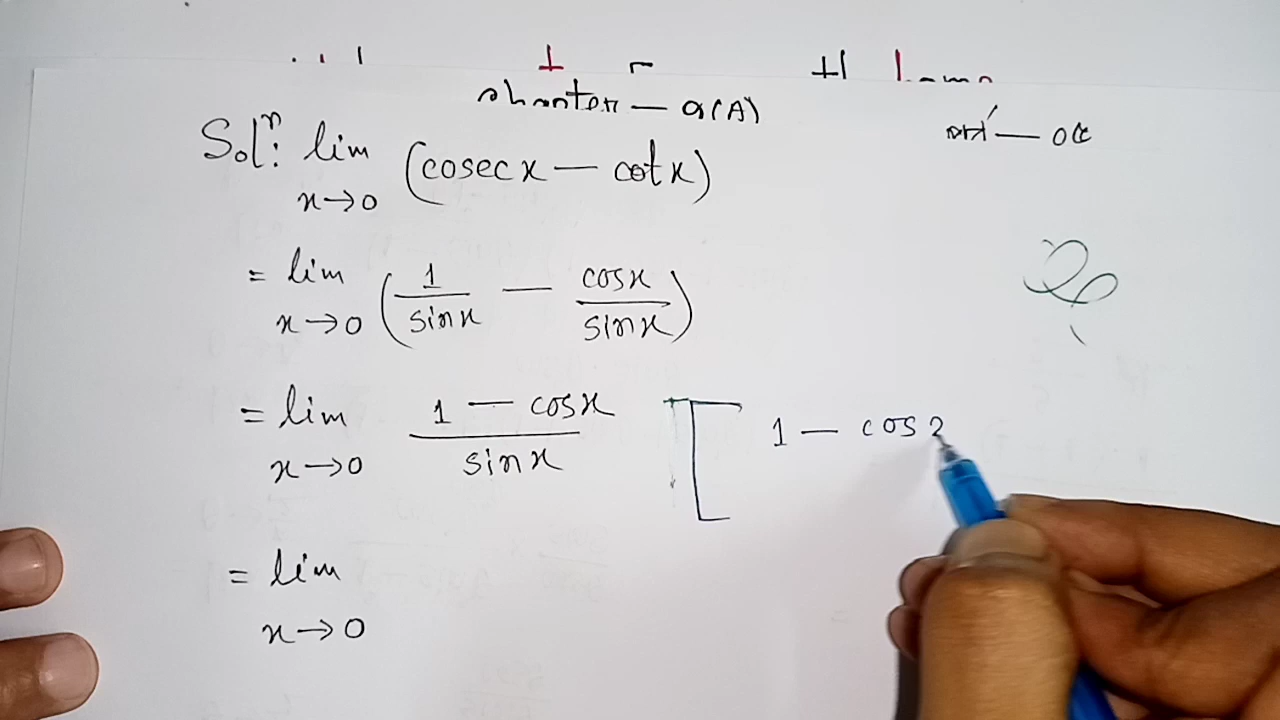 Solⁿ: lim x→0 (cosec x — cot x)
= lim x→0 (1/sin x — cos x/sin x)
= lim x→0 1 — cos x/sin x [ 1 — cos 2
= lim x→0